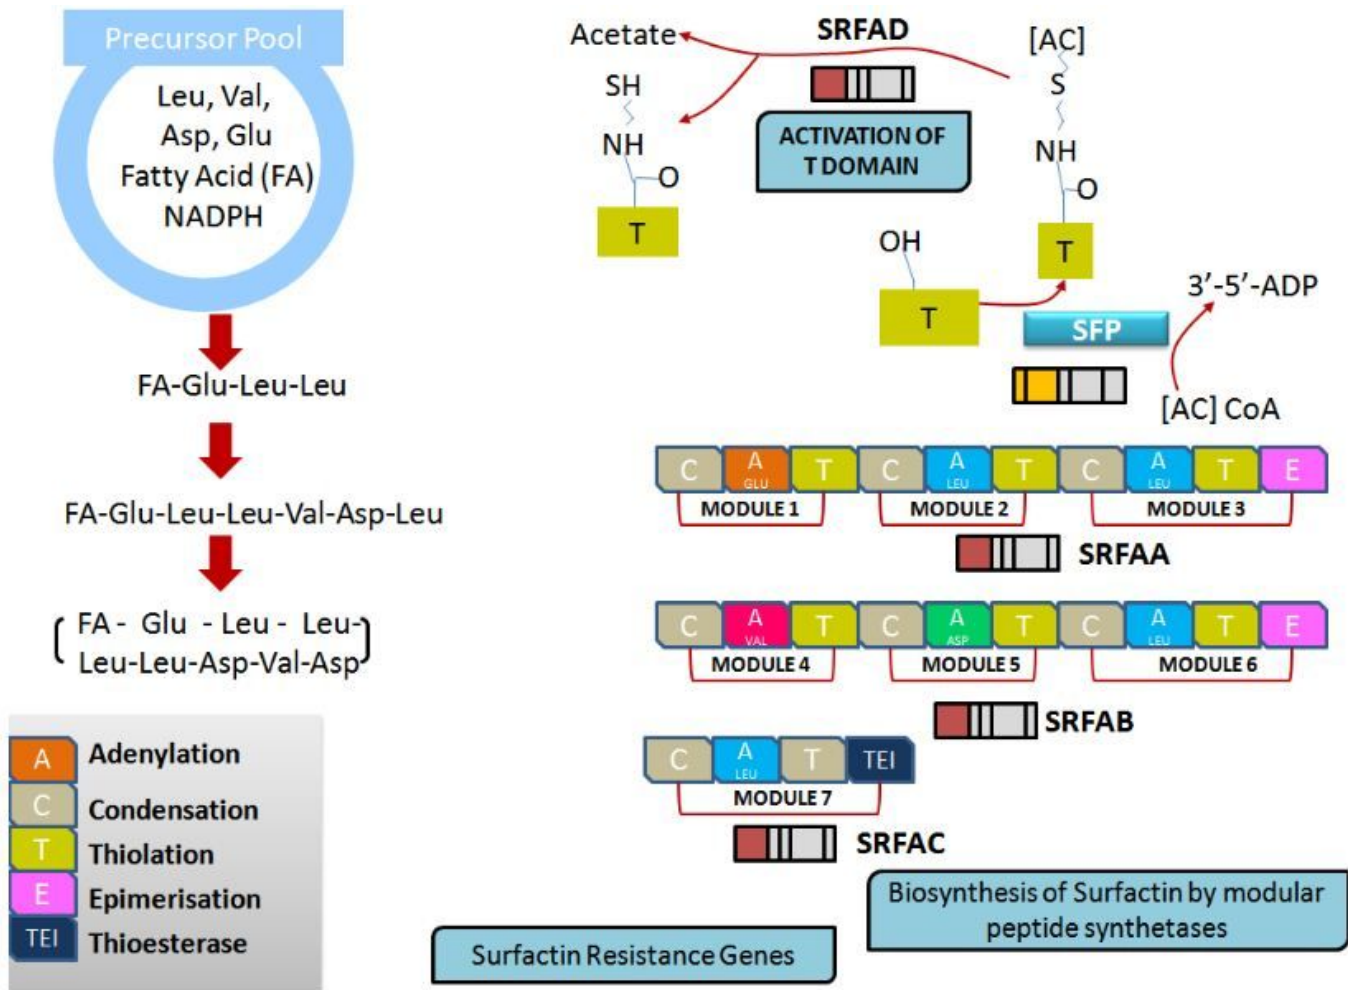 Precursor Pool
Leu, Val,
Asp, Glu
Fatty Acid (FA)
NADPH
FA-Glu-Leu-Leu
FA-Glu-Leu-Leu-Val-Asp-Leu
FA - Glu - Leu - Leu-
Leu-Leu-Asp-Val-Asp
A Adenylation
C Condensation
T Thiolation
E Epimerisation
TEI Thioesterase
Acetate
SH
NH
O
T
SRFAD
ACTIVATION OF
T DOMAIN
[AC]
S
NH
O
T
OH
T
SFP
3’-5’-ADP
[AC] CoA
C A T C A T C A T E
GLU LEU LEU
MODULE 1 MODULE 2 MODULE 3
SRFAA
C A T C A T C A T E
VAL ASP LEU
MODULE 4 MODULE 5 MODULE 6
SRFAB
C A T TEI
LEU
MODULE 7
SRFAC
Biosynthesis of Surfactin by modular
peptide synthetases
Surfactin Resistance Genes